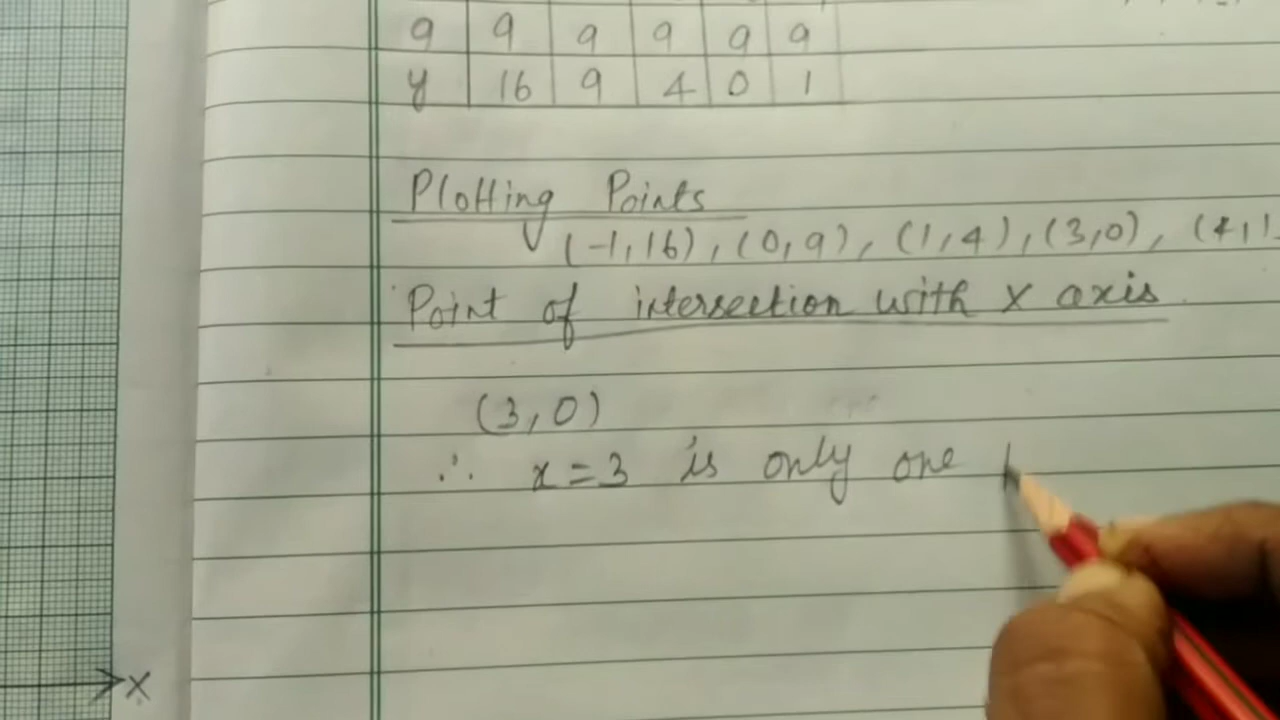 9 9 9 9 9 9
y 16 9 4 0 1
Plotting Points
(-1,16), (0,9), (1,4), (3,0), (4,1
Point of intersection with X axis
(3,0)
∴ x=3 is only one
X